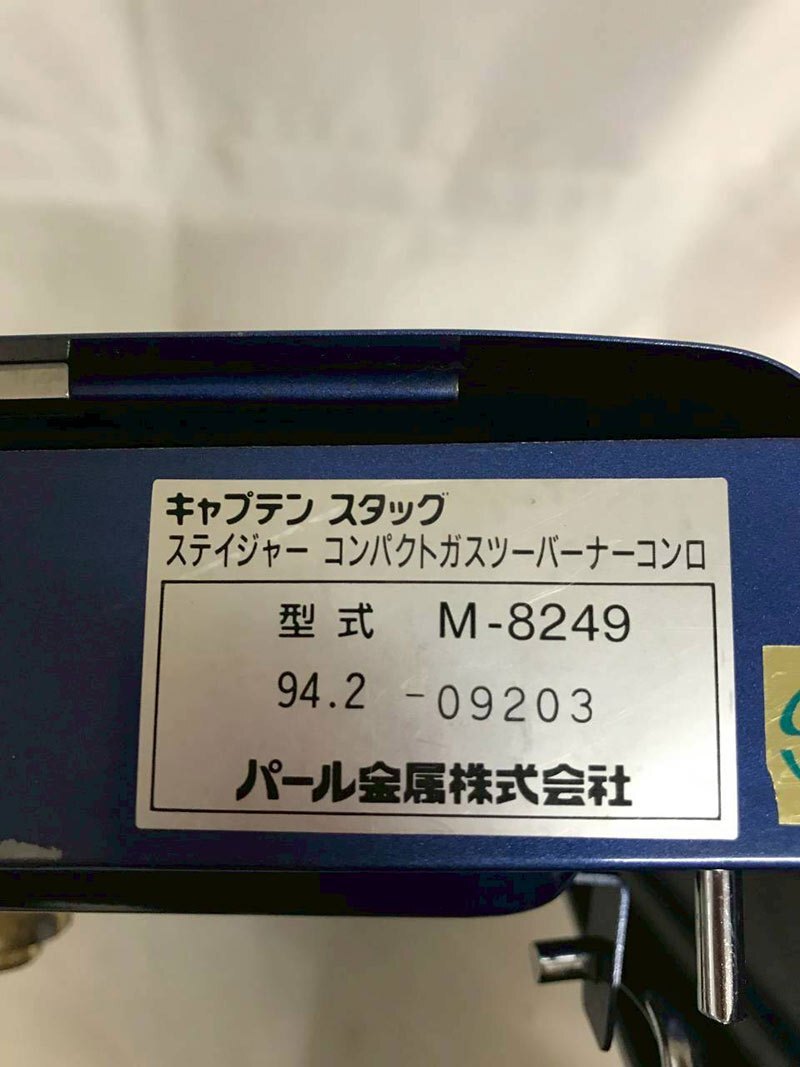 キャプテン スタッグ
ステイジャー コンパクトガスツーバーナーコンロ
型式 M-8249
94.2 -09203
パール金属株式会社